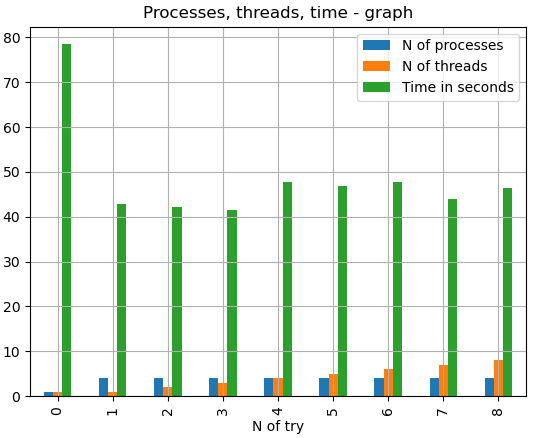 Processes, threads, time - graph
N of processes
N of threads
Time in seconds
80
70
60
50
40
30
20
10
0
0 1 2 3 4 5 6 7 8
N of try